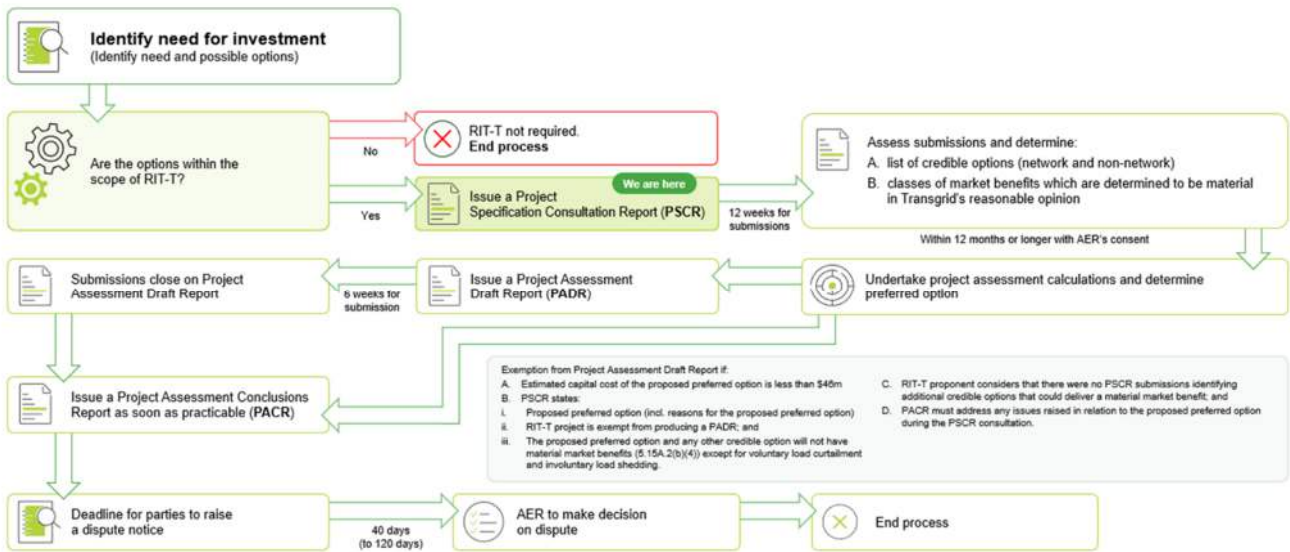 Identify need for investment
(Identify need and possible options)
Are the options within the
scope of RIT-T?
No
RIT-T not required.
End process
Yes
We are here
Issue a Project
Specification Consultation Report (PSCR)
12 weeks for
submissions
Assess submissions and determine:
A. list of credible options (network and non-network)
B. classes of market benefits which are determined to be material
in Transgrid's reasonable opinion
Within 12 months or longer with AER's consent
Undertake project assessment calculations and determine
preferred option
Issue a Project Assessment
Draft Report (PADR)
6 weeks for
submission
Submissions close on Project
Assessment Draft Report
Issue a Project Assessment Conclusions
Report as soon as practicable (PACR)
Exemption from Project Assessment Draft Report if:
A. Estimated capital cost of the proposed preferred option is less than $46m
B. PSCR states:
i. Proposed preferred option (incl. reasons for the proposed preferred option)
ii. RIT-T project is exempt from producing a PADR; and
iii. The proposed preferred option and any other credible option will not have
material market benefits (5.15A.2(b)(4)) except for voluntary load curtailment
and involuntary load shedding.
C. RIT-T proponent considers that there were no PSCR submissions identifying
additional credible options that could deliver a material market benefit; and
D. PACR must address any issues raised in relation to the proposed preferred option
during the PSCR consultation.
Deadline for parties to raise
a dispute notice
40 days
(to 120 days)
AER to make decision
on dispute
End process